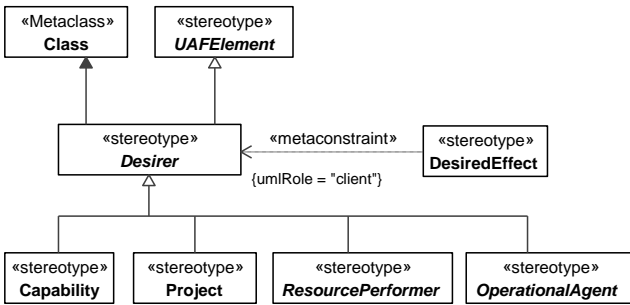 «Metaclass»
Class
«stereotype»
UAFElement
«stereotype»
Desirer
«metaconstraint»
{umlRole = "client"}
«stereotype»
DesiredEffect
«stereotype»
Capability
«stereotype»
Project
«stereotype»
ResourcePerformer
«stereotype»
OperationalAgent